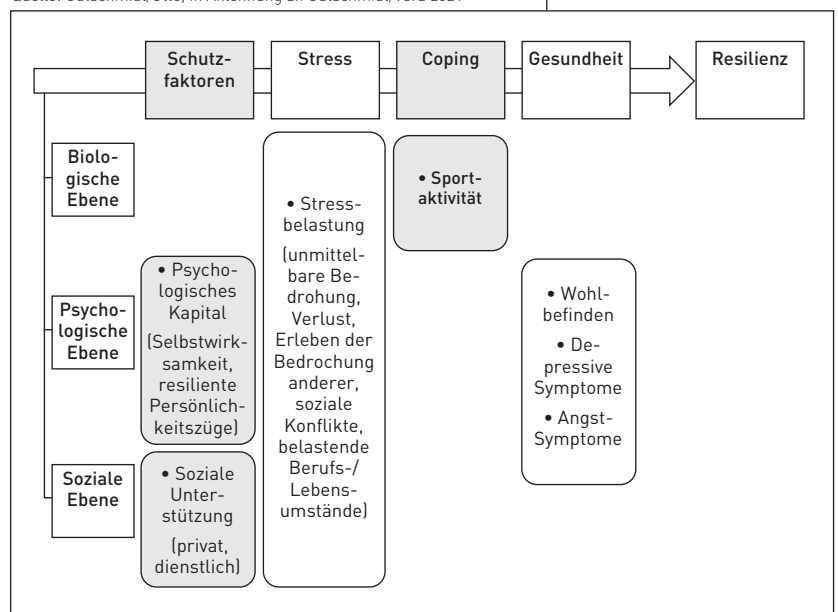 Schutz-
faktoren
Stress
Coping
Gesundheit
Resilienz
Biolo-
gische
Ebene
Psycho-
logische
Ebene
Soziale
Ebene
• Psycho-
logisches
Kapital
(Selbstwirk-
samkeit,
resiliente
Persönlich-
keitszüge)
• Soziale
Unter-
stützung
(privat,
dienstlich)
• Stress-
belastung
(unmittel-
bare Be-
drohung,
Verlust,
Erleben der
Bedrochung
anderer,
soziale
Konflikte,
belastende
Berufs-/
Lebens-
umstände)
• Sport-
aktivität
• Wohl-
befinden
• De-
pressive
Symptome
• Angst-
Symptome